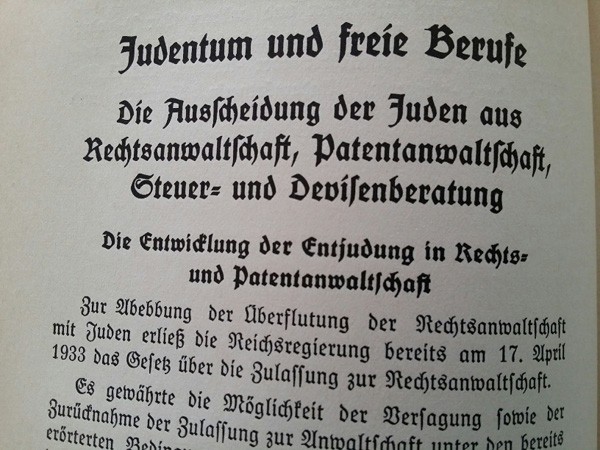 Judentum und freie Berufe
Die Ausscheidung der Juden aus
Rechtsanwaltschaft, Patentanwaltschaft,
Steuer- und Devisenberatung
Die Entwicklung der Entjudung in Rechts-
und Patentanwaltschaft
Zur Abebbung der Überflutung der Rechtsanwaltschaft
mit Juden erließ die Reichsregierung bereits am 17. April
1933 das Gesetz über die Zulassung zur Rechtsanwaltschaft.
Es gewährte die Möglichkeit der Versagung sowie der
Zurücknahme der Zulassung zur Anwaltschaft unter den bereits
erörterten